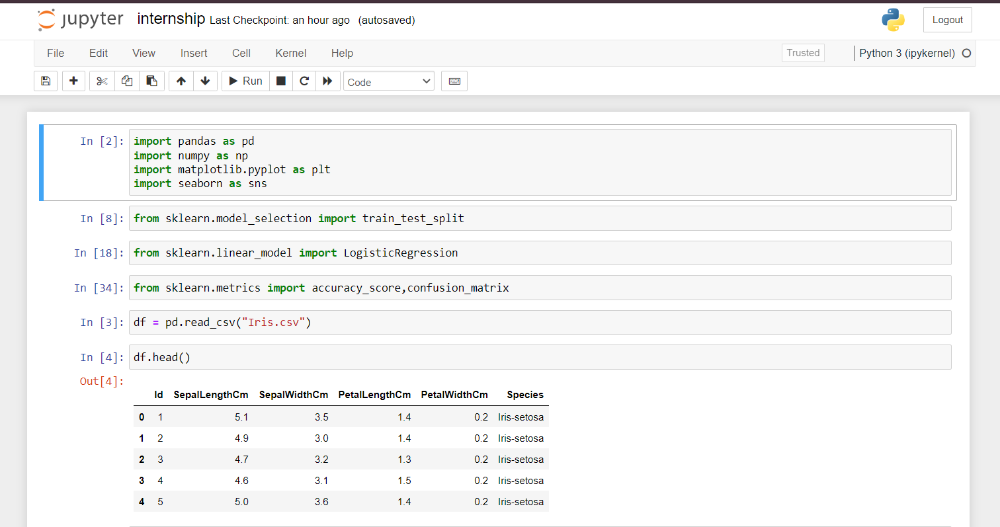 jupyter internship Last Checkpoint: an hour ago (autosaved) Logout
File Edit View Insert Cell Kernel Help Trusted Python 3 (ipykernel)
Run Code
In [2]: import pandas as pd
import numpy as np
import matplotlib.pyplot as plt
import seaborn as sns
In [8]: from sklearn.model_selection import train_test_split
In [18]: from sklearn.linear_model import LogisticRegression
In [34]: from sklearn.metrics import accuracy_score,confusion_matrix
In [3]: df = pd.read_csv("Iris.csv")
In [4]: df.head()
Out[4]:
Id SepalLengthCm SepalWidthCm PetalLengthCm PetalWidthCm Species
0 1 5.1 3.5 1.4 0.2 Iris-setosa
1 2 4.9 3.0 1.4 0.2 Iris-setosa
2 3 4.7 3.2 1.3 0.2 Iris-setosa
3 4 4.6 3.1 1.5 0.2 Iris-setosa
4 5 5.0 3.6 1.4 0.2 Iris-setosa